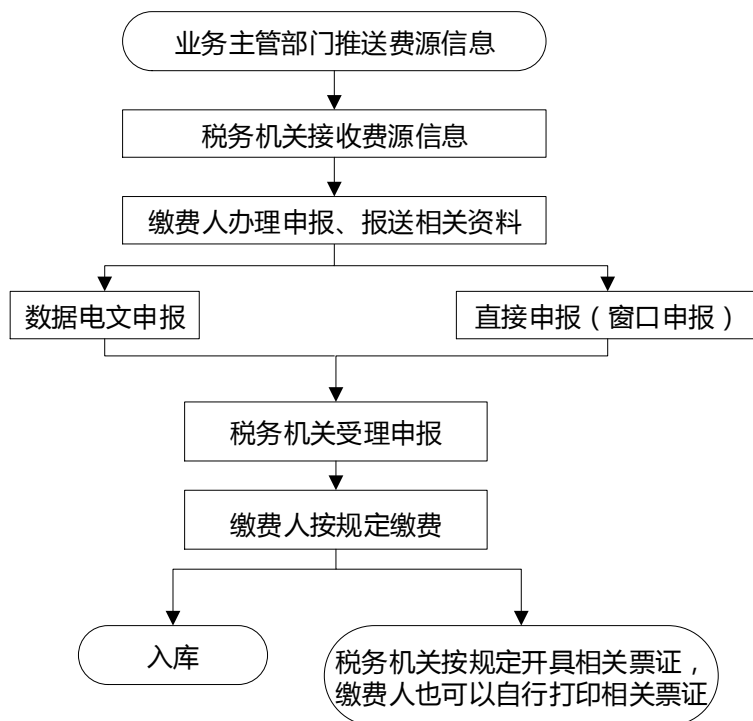 业务主管部门推送费源信息
税务机关接收费源信息
缴费人办理申报、报送相关资料
数据电文申报
直接申报（窗口申报）
税务机关受理申报
缴费人按规定缴费
入库
税务机关按规定开具相关票证，
缴费人也可以自行打印相关票证